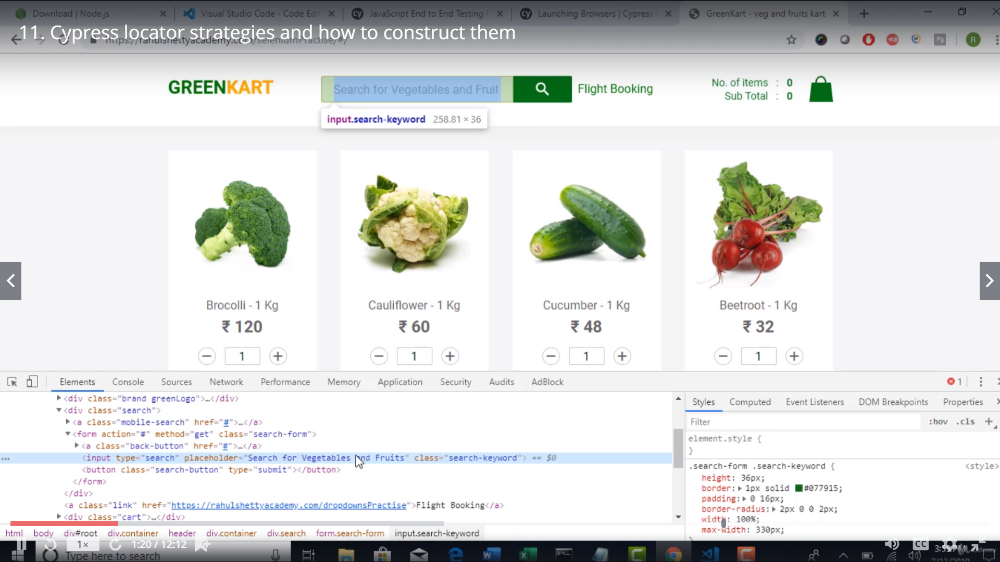 Download | Node.js
Visual Studio Code - Code Edit
JavaScript End to End Testing F
Launching Browsers | Cypress
GreenKart - veg and fruits kart
11. Cypress locator strategies and how to construct them
https://rahulshettyacademy.com/seleniumPractise/#/
Pg
R
GREENKART
Search for Vegetables and Fruit
Flight Booking
No. of items : 0
Sub Total : 0
input.search-keyword 258.81 × 36
Brocolli - 1 Kg
Cauliflower - 1 Kg
Cucumber - 1 Kg
Beetroot - 1 Kg
₹ 120
₹ 60
₹ 48
₹ 32
1
1
1
1
Elements Console Sources Network Performance Memory Application Security Audits AdBlock
1
<div class="brand greenLogo">…</div>
<div class="search">
<a class="mobile-search" href="#">…</a>
<form action="#" method="get" class="search-form">
<a class="back-button" href="#">…</a>
<input type="search" placeholder="Search for Vegetables and Fruits" class="search-keyword"> == $0
<button class="search-button" type="submit"></button>
</form>
</div>
<a class="link" href="https://rahulshettyacademy.com/dropdownsPractise">Flight Booking</a>
<div class="cart">…</div>
html body div#root div.container header div.container div.search form.search-form input.search-keyword
Styles Computed Event Listeners DOM Breakpoints Properties
Filter
:hov .cls +
element.style {
}
.search-form .search-keyword {
<style>
height: 36px;
border: 1px solid #077915;
padding: 0 16px;
border-radius: 2px 0 0 2px;
width: 100%;
max-width: 330px;
}
1×
1:20 / 12:12
CC
Type here to search